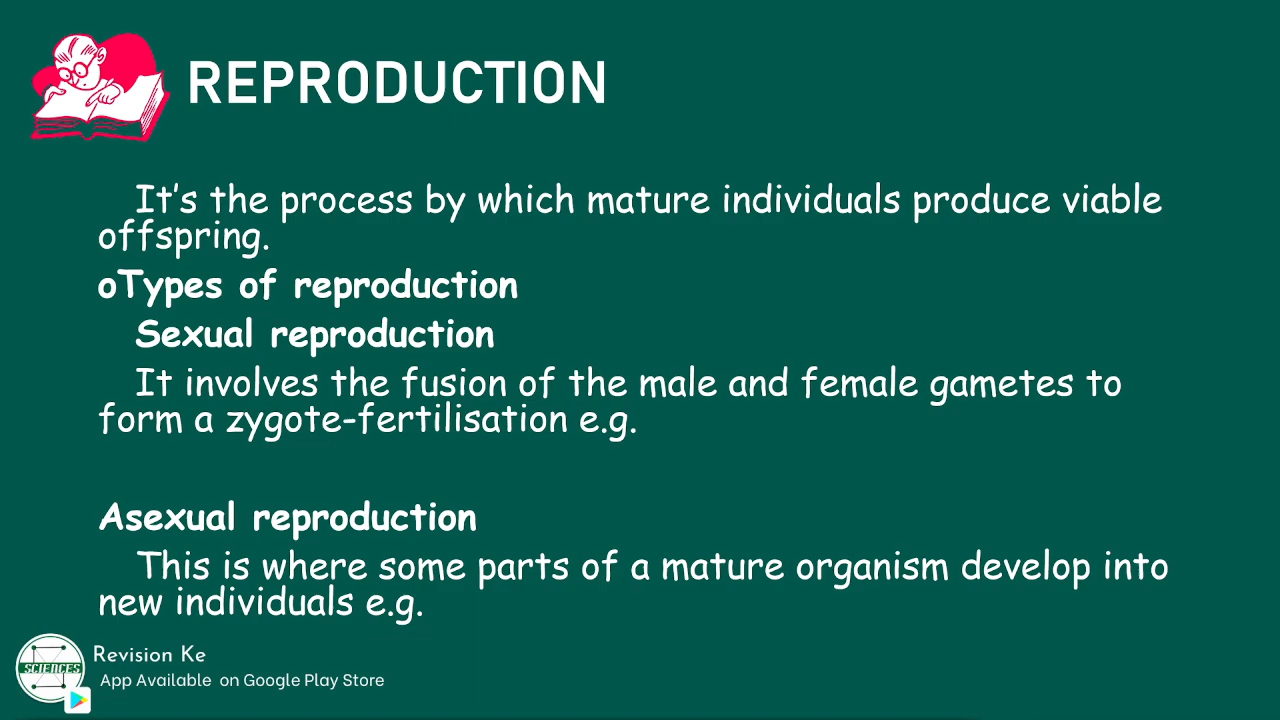 REPRODUCTION
It's the process by which mature individuals produce viable
offspring.
oTypes of reproduction
Sexual reproduction
It involves the fusion of the male and female gametes to
form a zygote-fertilisation e.g.
Asexual reproduction
This is where some parts of a mature organism develop into
new individuals e.g.
SCIENCES
Revision Ke
App Available on Google Play Store